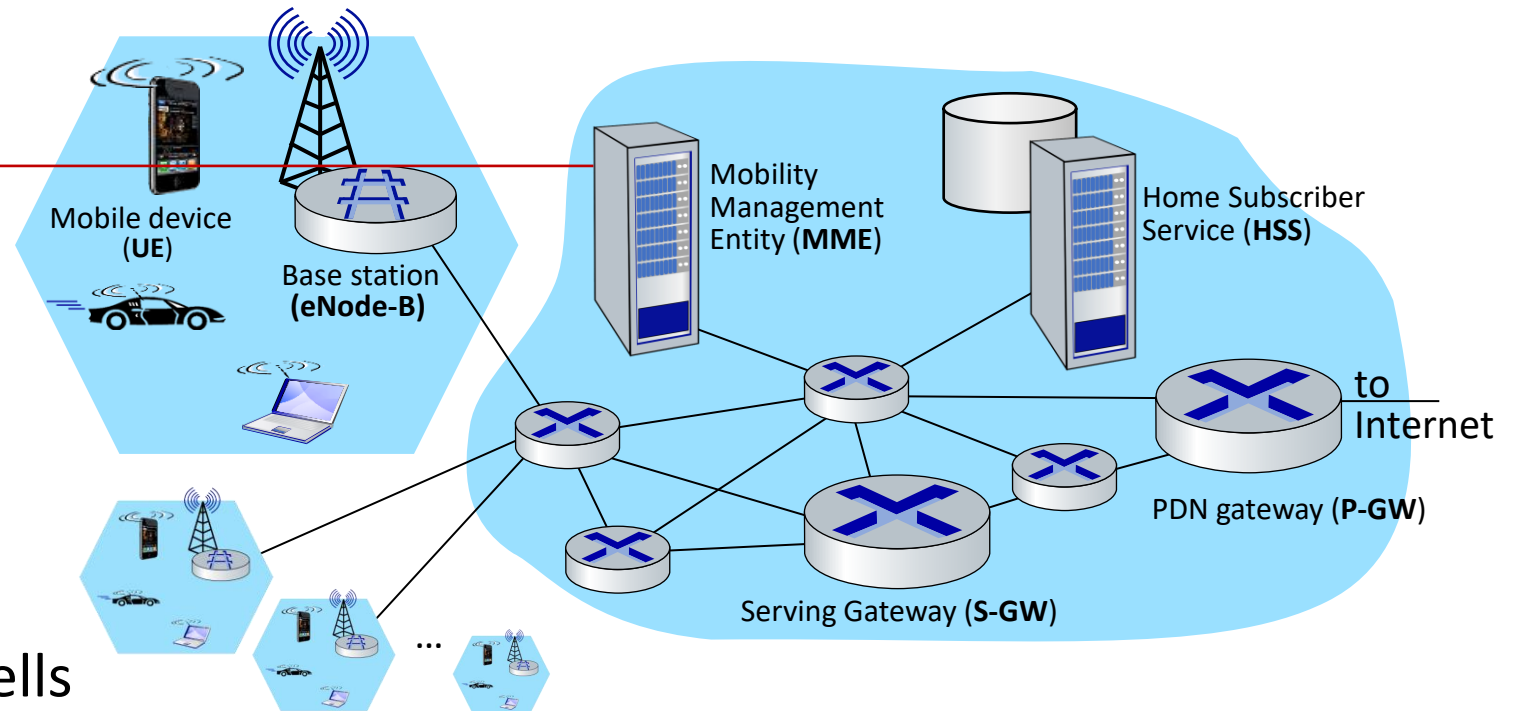 Mobile device
(UE)
Base station
(eNode-B)
Mobility
Management
Entity (MME)
Home Subscriber
Service (HSS)
to
Internet
PDN gateway (P-GW)
Serving Gateway (S-GW)
...
ells